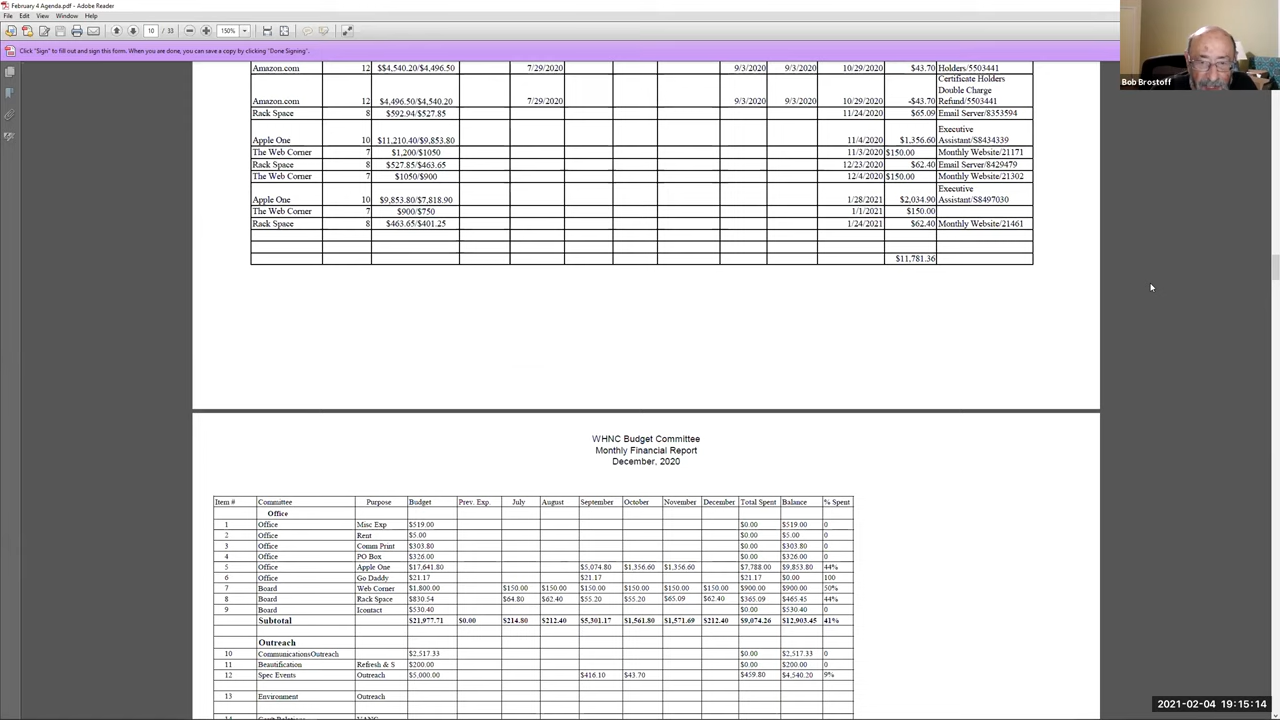 February 4 Agenda.pdf - Adobe Reader
File Edit View Window Help
10 / 33 150%
Click "Sign" to fill out and sign this form. When you are done, you can save a copy by clicking "Done Signing".
Bob Brostoff
Amazon.com 12 $$4,540.20/$4,496.50 7/29/2020 9/3/2020 9/3/2020 10/29/2020 $43.70 Holders/5503441
Certificate Holders
Double Charge
Amazon.com 12 $4,496.50/$4,540.20 7/29/2020 9/3/2020 9/3/2020 10/29/2020 -$43.70 Refund/5503441
Rack Space 8 $592.94/$527.85 11/24/2020 $65.09 Email Server/8353594
Executive
Apple One 10 $11,210.40/$9,853.80 11/4/2020 $1,356.60 Assistant/S8434339
The Web Corner 7 $1,200/$1050 11/3/2020 $150.00 Monthly Website/21171
Rack Space 8 $527.85/$463.65 12/23/2020 $62.40 Email Server/8429479
The Web Corner 7 $1050/$900 12/4/2020 $150.00 Monthly Website/21302
Executive
Apple One 10 $9,853.80/$7,818.90 1/28/2021 $2,034.90 Assistant/S8497030
The Web Corner 7 $900/$750 1/1/2021 $150.00
Rack Space 8 $463.65/$401.25 1/24/2021 $62.40 Monthly Website/21461
$11,781.36
WHNC Budget Committee
Monthly Financial Report
December, 2020
Item # Committee Purpose Budget Prev. Exp. July August September October November December Total Spent Balance % Spent
Office
1 Office Misc Exp $519.00 $0.00 $519.00 0
2 Office Rent $5.00 $0.00 $5.00 0
3 Office Comm Print $303.80 $0.00 $303.80 0
4 Office PO Box $326.00 $0.00 $326.00 0
5 Office Apple One $17,641.80 $5,074.80 $1,356.60 $1,356.60 $7,788.00 $9,853.80 44%
6 Office Go Daddy $21.17 $21.17 $21.17 $0.00 100
7 Board Web Corner $1,800.00 $150.00 $150.00 $150.00 $150.00 $150.00 $150.00 $900.00 $900.00 50%
8 Board Rack Space $830.54 $64.80 $62.40 $55.20 $55.20 $65.09 $62.40 $365.09 $465.45 44%
9 Board Icontact $530.40 $0.00 $530.40 0
Subtotal $21,977.71 $0.00 $214.80 $212.40 $5,301.17 $1,561.80 $1,571.69 $212.40 $9,074.26 $12,903.45 41%
Outreach
10 CommunicationsOutreach $2,517.33 $0.00 $2,517.33 0
11 Beautification Refresh & S $200.00 $0.00 $200.00 0
12 Spec Events Outreach $5,000.00 $416.10 $43.70 $459.80 $4,540.20 9%
13 Environment Outreach
2021-02-04 19:15:14